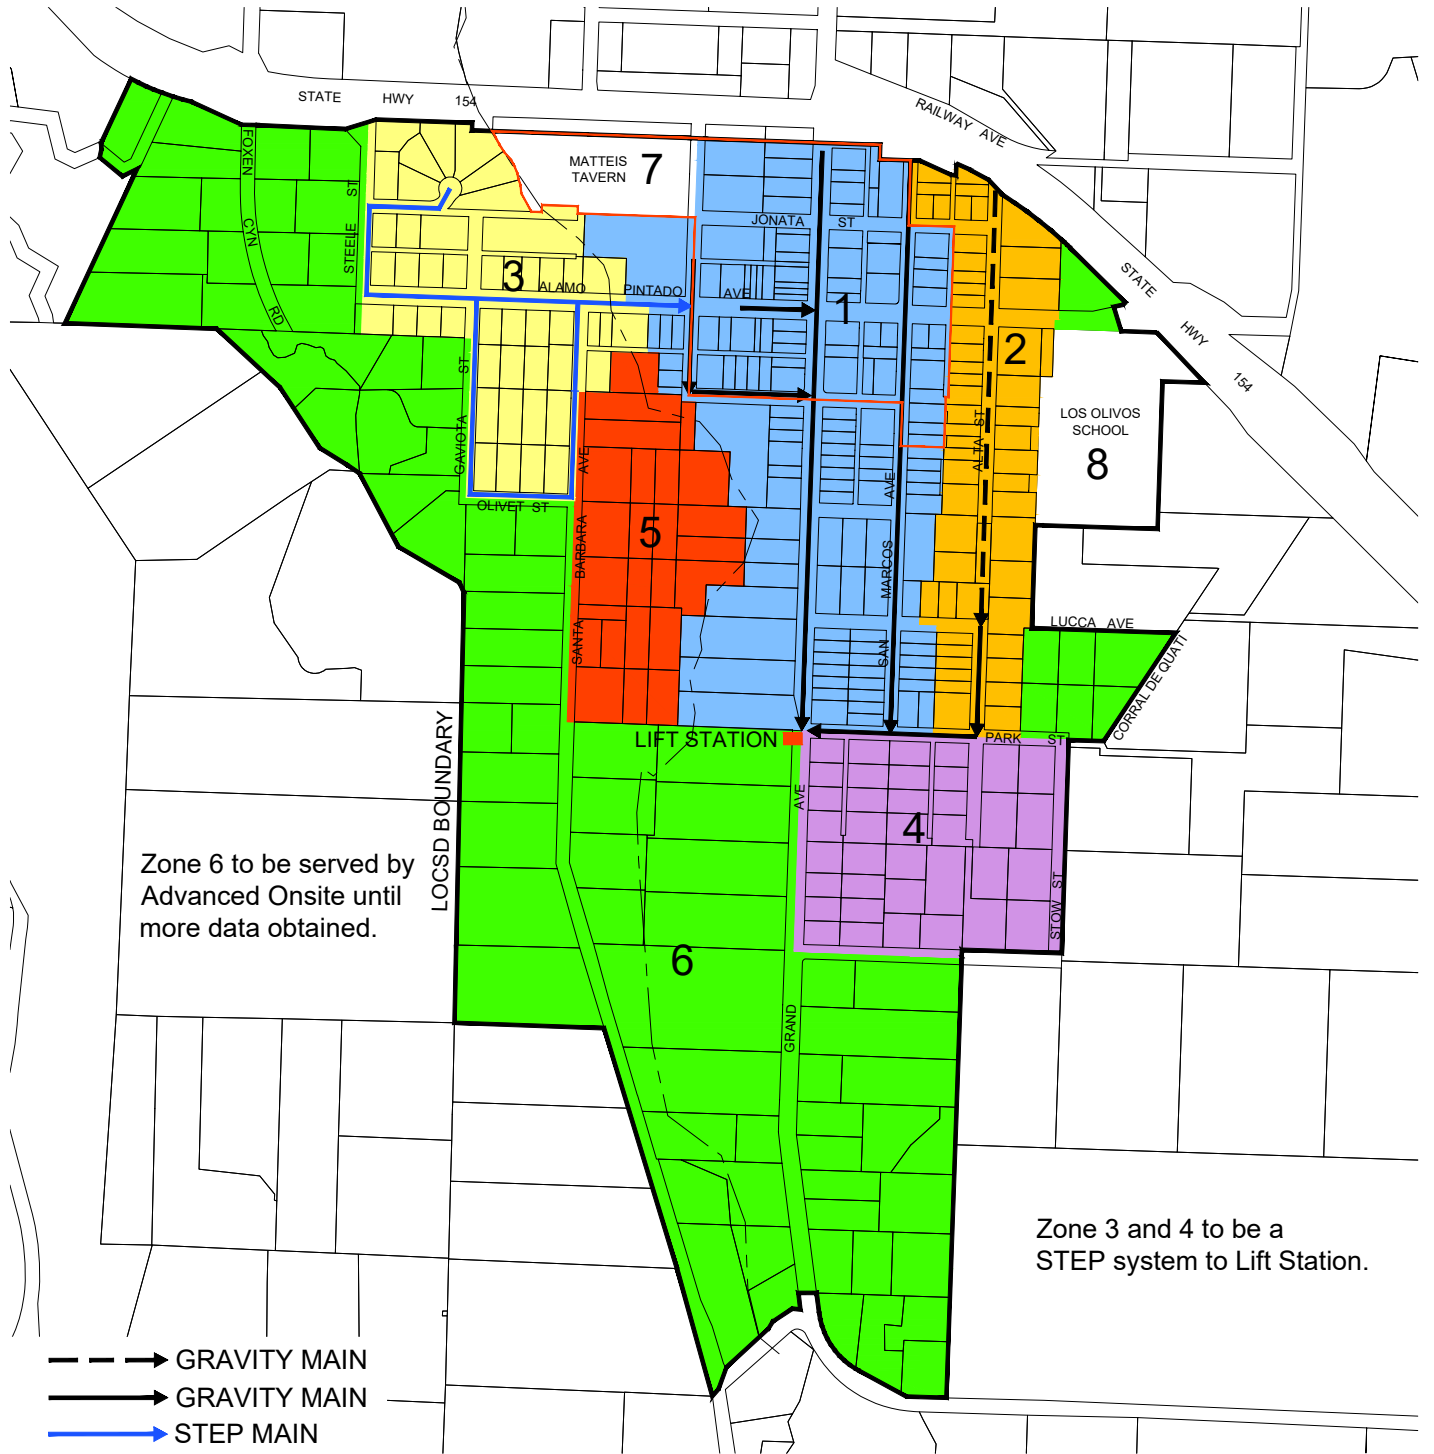 STATE HWY 154
RAILWAY AVE
FOXEN CYN RD
STEELE ST
MATTEIS
TAVERN
7
JONATA ST
STATE HWY 154
3
ALAMO PINTADO AVE
1
2
LOS OLIVOS
SCHOOL
8
GAVIOTA ST
ALTA ST
OLIVET ST
SANTA BARBARA AVE
5
SAN MARCOS AVE
LUCCA AVE
CORRAL DE QUATI
LIFT STATION
PARK ST
LOCSD BOUNDARY
GRAND AVE
4
STOW ST
Zone 6 to be served by
Advanced Onsite until
more data obtained.
6
Zone 3 and 4 to be a
STEP system to Lift Station.
GRAVITY MAIN
GRAVITY MAIN
STEP MAIN